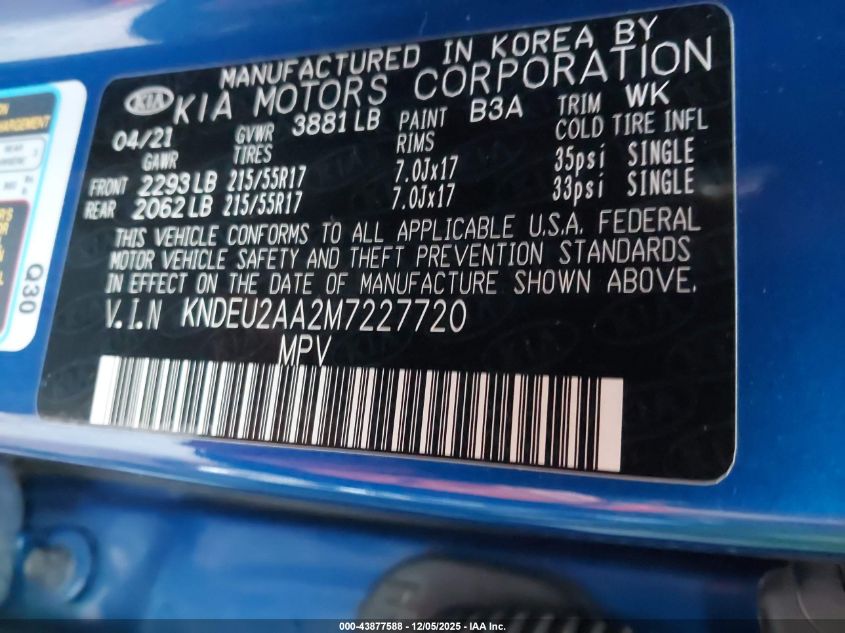 MANUFACTURED IN KOREA BY
KIA KIA MOTORS CORPORATION
04/21 GVWR 3881 LB PAINT B3A TRIM WK
GAWR TIRES RIMS COLD TIRE INFL
FRONT 2293 LB 215/55R17 7.0Jx17 35psi SINGLE
REAR 2062 LB 215/55R17 7.0Jx17 33psi SINGLE
THIS VEHICLE CONFORMS TO ALL APPLICABLE U.S.A. FEDERAL
MOTOR VEHICLE SAFETY AND THEFT PREVENTION STANDARDS
IN EFFECT ON THE DATE OF MANUFACTURE SHOWN ABOVE.
V.I.N KNDEU2AA2M7227720
MPV
Q30
000-43877588 - 12/05/2025 - IAA Inc.